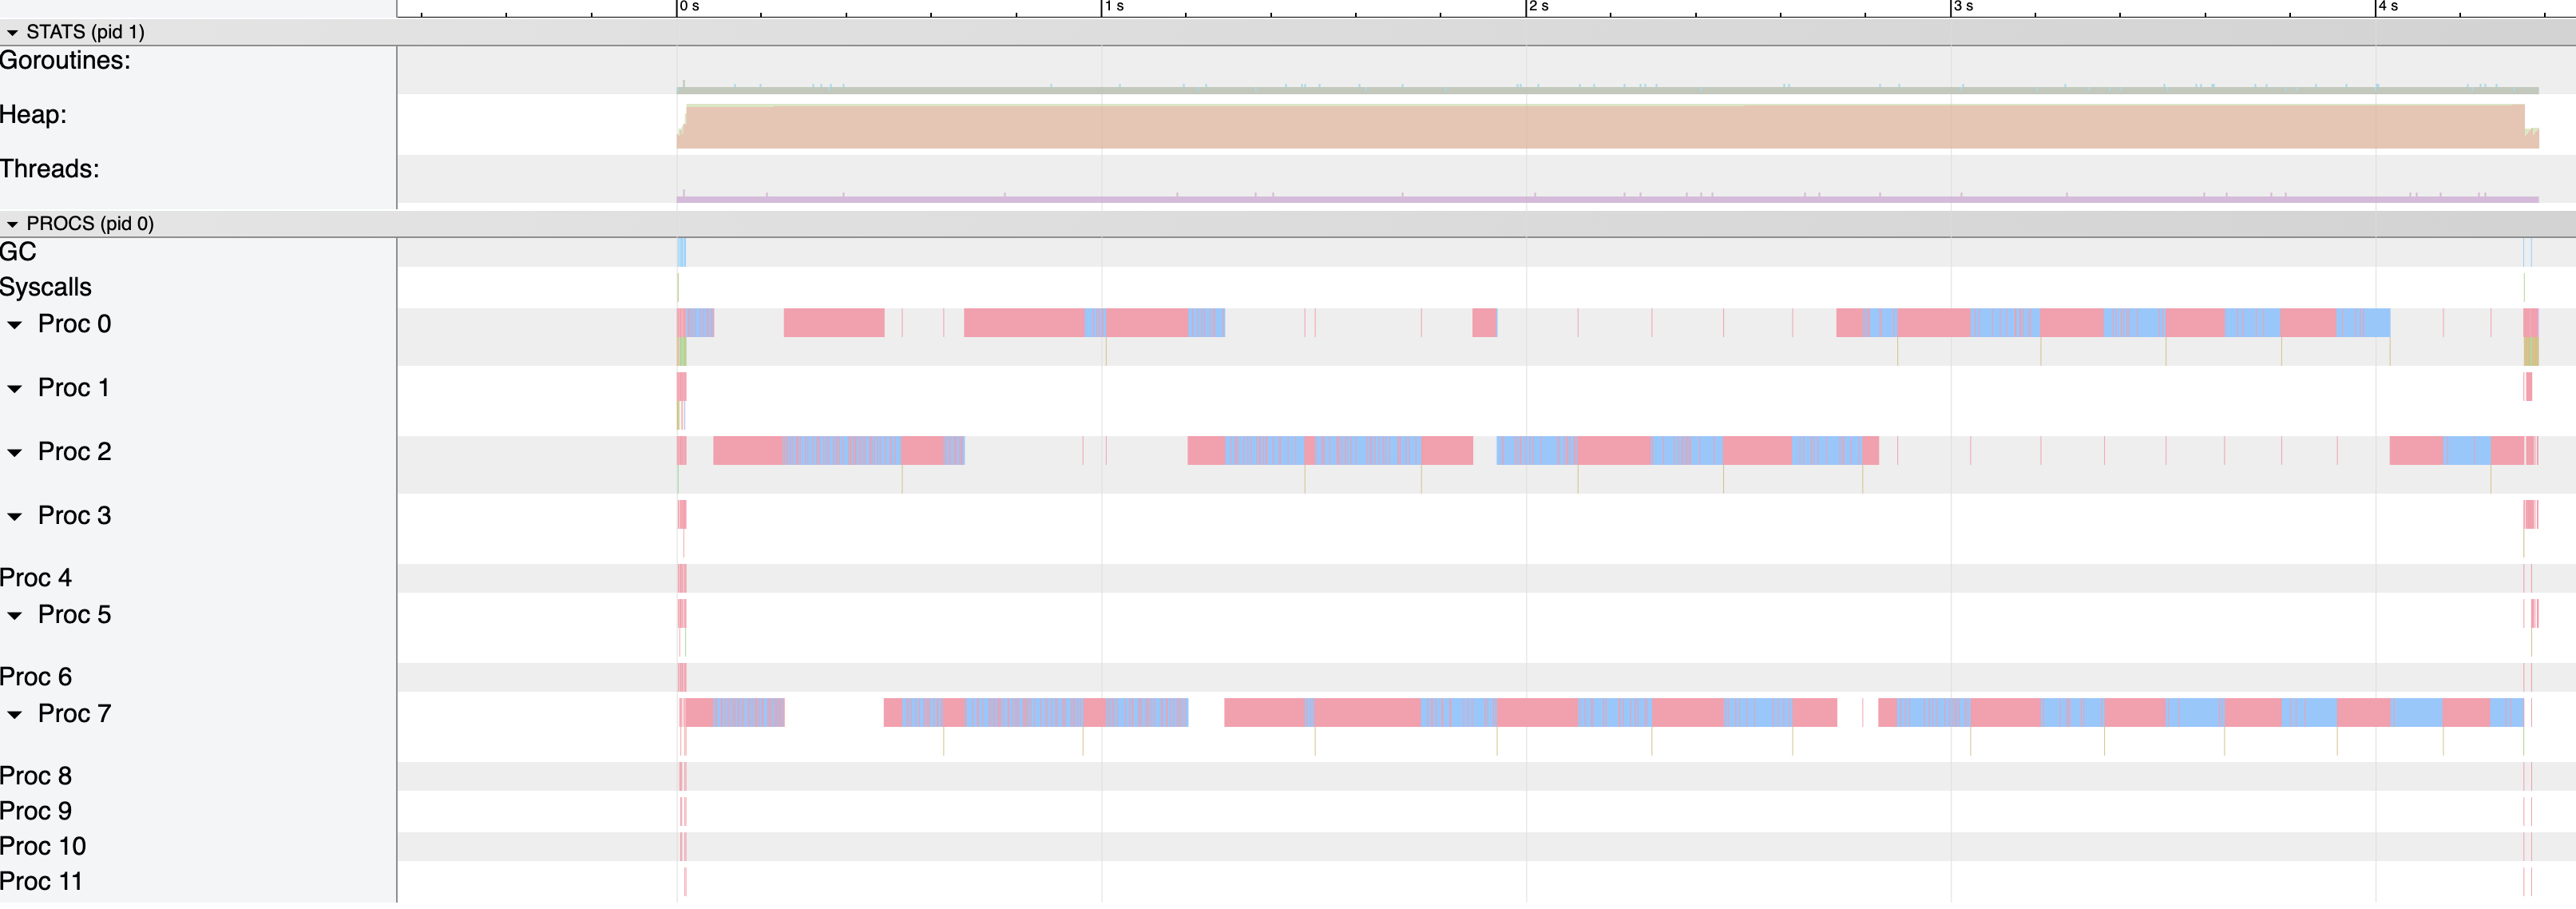 0 s 1 s 2 s 3 s 4 s
STATS (pid 1)
Goroutines:
Heap:
Threads:
PROCS (pid 0)
GC
Syscalls
Proc 0
Proc 1
Proc 2
Proc 3
Proc 4
Proc 5
Proc 6
Proc 7
Proc 8
Proc 9
Proc 10
Proc 11